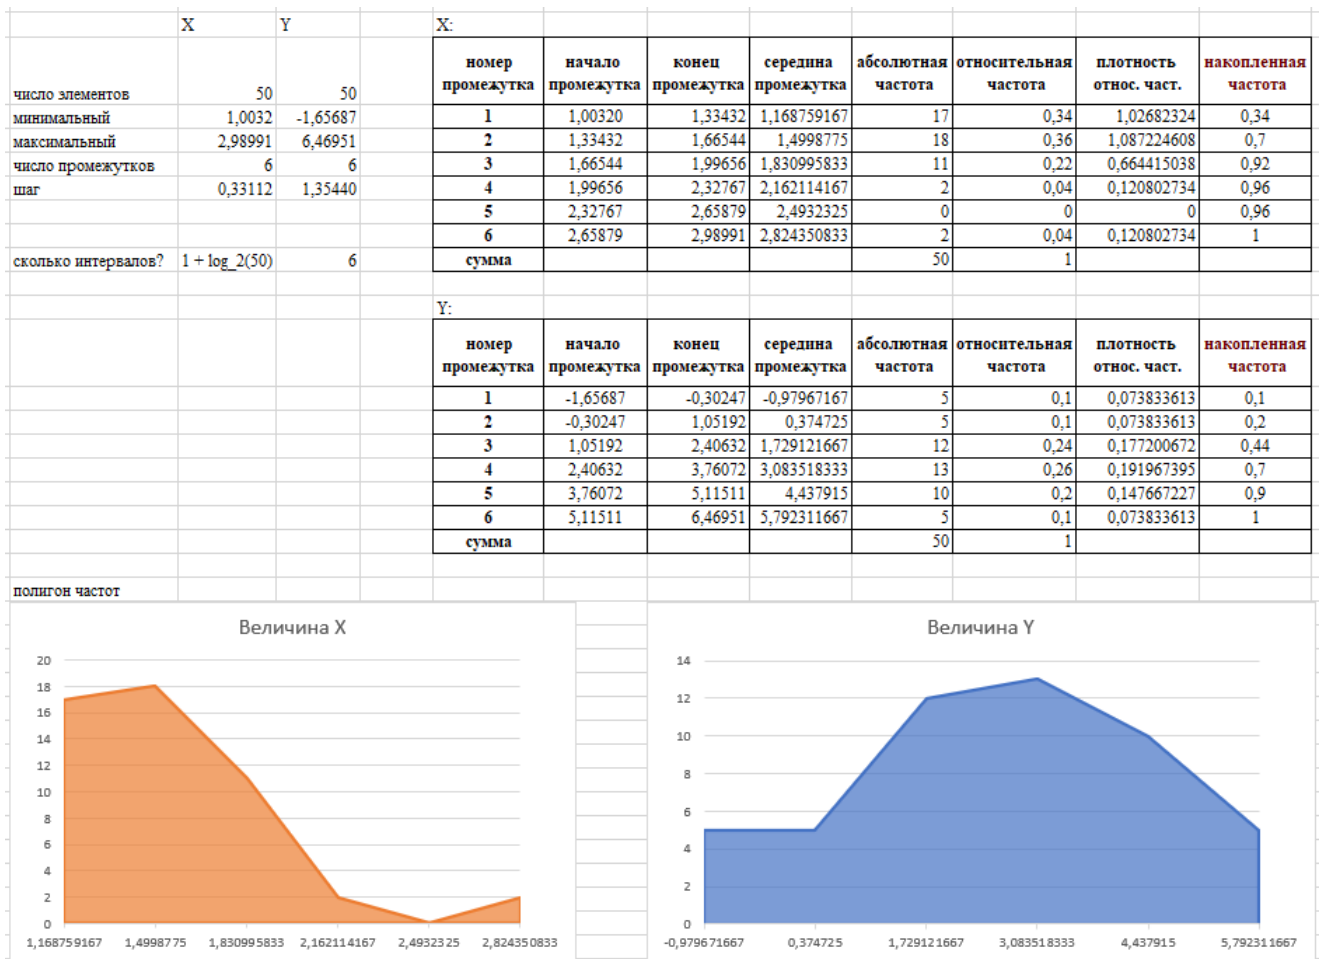 X Y X:
номер промежутка начало промежутка конец промежутка середина промежутка абсолютная частота относительная частота плотность относ. част. накопленная частота
число элементов 50 50
минимальный 1,0032 -1,65687 1 1,00320 1,33432 1,168759167 17 0,34 1,02682324 0,34
максимальный 2,98991 6,46951 2 1,33432 1,66544 1,4998775 18 0,36 1,087224608 0,7
число промежутков 6 6 3 1,66544 1,99656 1,830995833 11 0,22 0,664415038 0,92
шаг 0,33112 1,35440 4 1,99656 2,32767 2,162114167 2 0,04 0,120802734 0,96
5 2,32767 2,65879 2,4932325 0 0 0 0,96
6 2,65879 2,98991 2,824350833 2 0,04 0,120802734 1
сколько интервалов? 1 + log_2(50) 6 сумма 50 1
Y:
номер промежутка начало промежутка конец промежутка середина промежутка абсолютная частота относительная частота плотность относ. част. накопленная частота
1 -1,65687 -0,30247 -0,97967167 5 0,1 0,073833613 0,1
2 -0,30247 1,05192 0,374725 5 0,1 0,073833613 0,2
3 1,05192 2,40632 1,729121667 12 0,24 0,177200672 0,44
4 2,40632 3,76072 3,083518333 13 0,26 0,191967395 0,7
5 3,76072 5,11511 4,437915 10 0,2 0,147667227 0,9
6 5,11511 6,46951 5,792311667 5 0,1 0,073833613 1
сумма 50 1
полигон частот
Величина X
20
18
16
14
12
10
8
6
4
2
0
1,168759167 1,4998775 1,830995833 2,162114167 2,4932325 2,824350833
Величина Y
14
12
10
8
6
4
2
0
-0,979671667 0,374725 1,729121667 3,083518333 4,437915 5,792311667